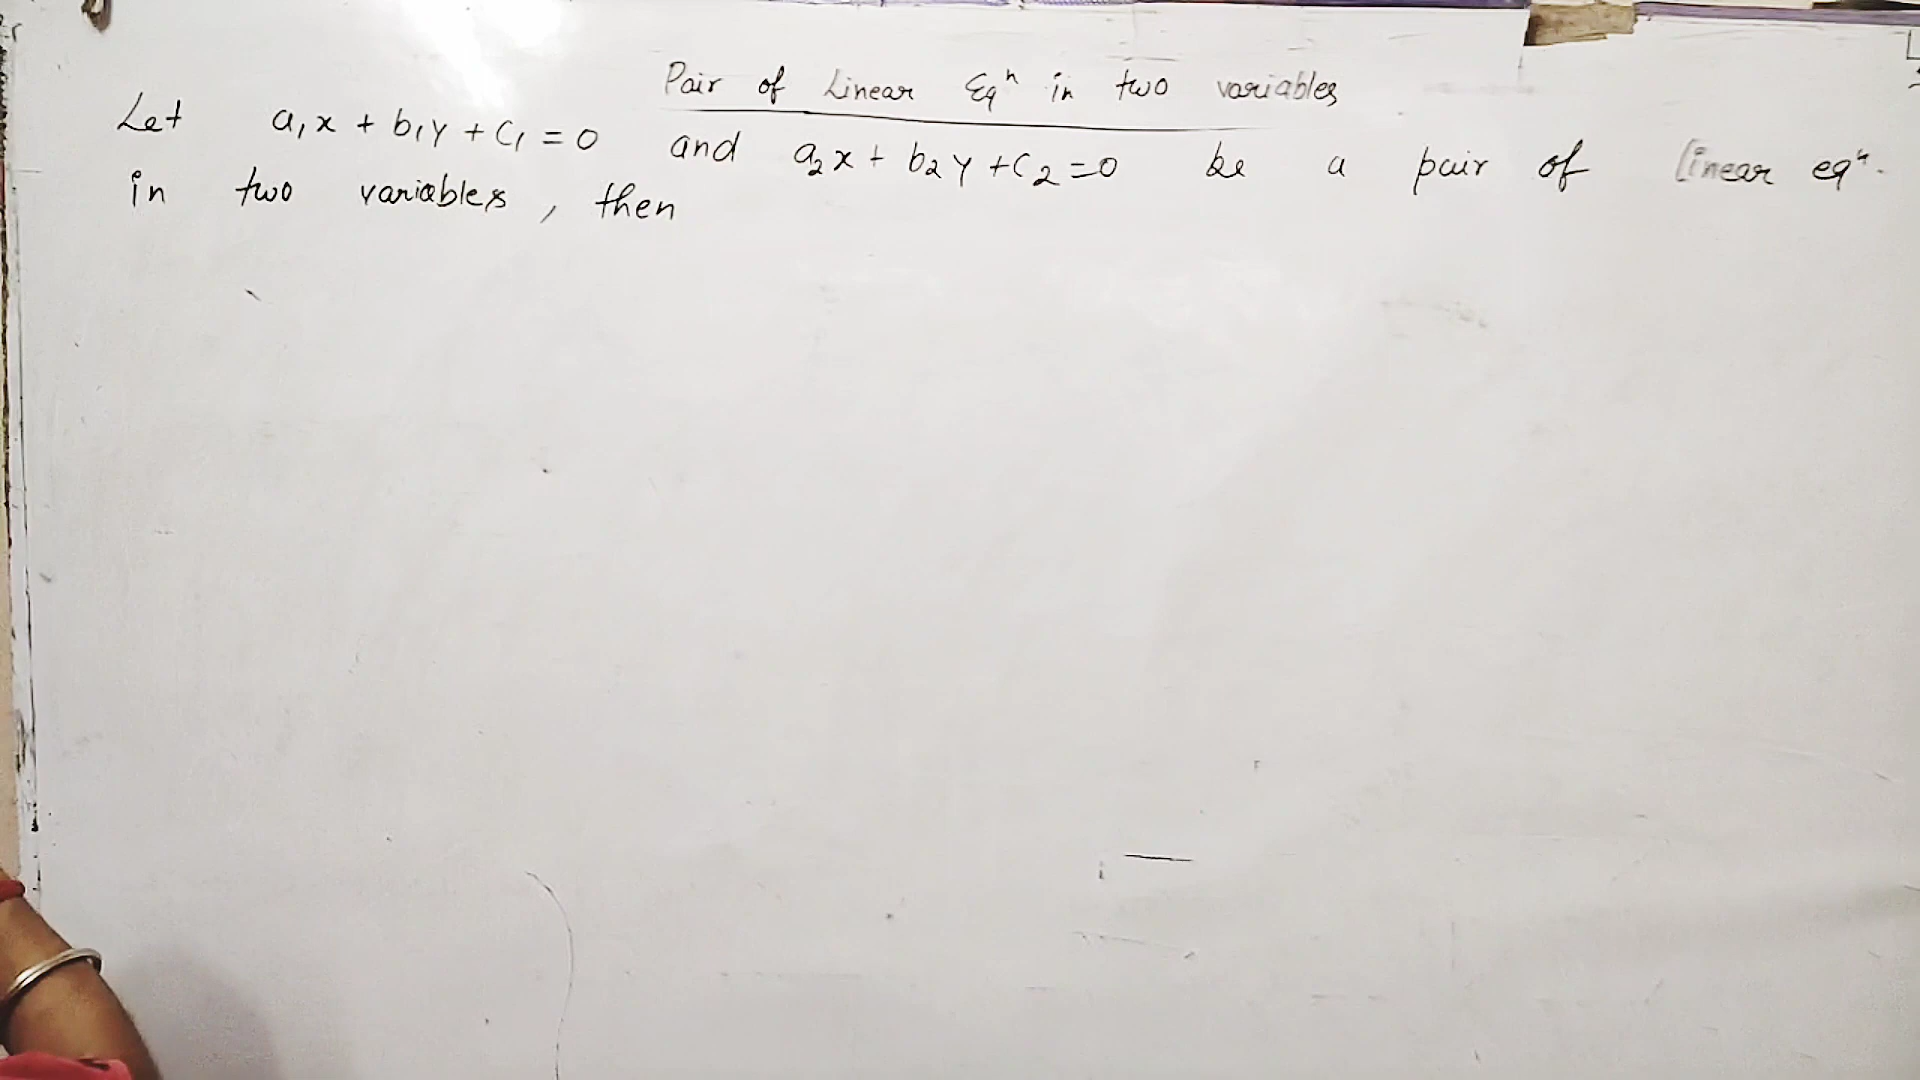 Pair of Linear Eqⁿ in two variables
Let a₁x + b₁y + c₁ = 0 and a₂x + b₂y + c₂ = 0 be a pair of linear eqⁿ.
in two variables, then